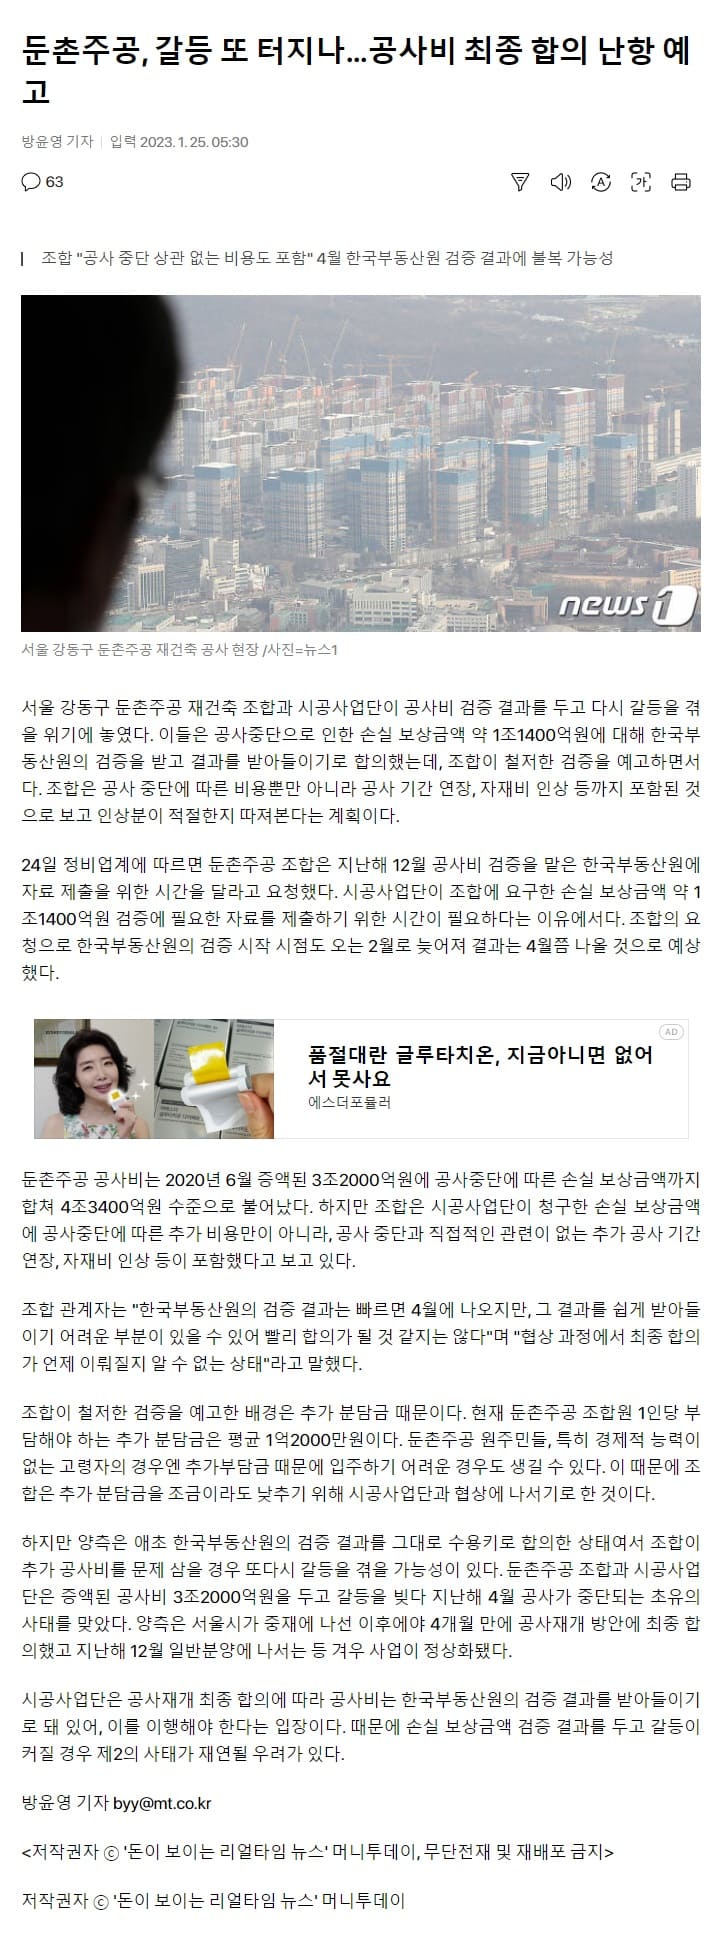 둔촌주공, 갈등 또 터지나…공사비 최종 합의 난항 예
고
방윤영 기자 | 입력 2023. 1. 25. 05:30
63
가
조합 "공사 중단 상관 없는 비용도 포함" 4월 한국부동산원 검증 결과에 불복 가능성
news1
서울 강동구 둔촌주공 재건축 공사 현장 /사진=뉴스1
서울 강동구 둔촌주공 재건축 조합과 시공사업단이 공사비 검증 결과를 두고 다시 갈등을 겪
을 위기에 놓였다. 이들은 공사중단으로 인한 손실 보상금액 약 1조1400억원에 대해 한국부
동산원의 검증을 받고 결과를 받아들이기로 합의했는데, 조합이 철저한 검증을 예고하면서
다. 조합은 공사 중단에 따른 비용뿐만 아니라 공사 기간 연장, 자재비 인상 등까지 포함된 것
으로 보고 인상분이 적절한지 따져본다는 계획이다.
24일 정비업계에 따르면 둔촌주공 조합은 지난해 12월 공사비 검증을 맡은 한국부동산원에
자료 제출을 위한 시간을 달라고 요청했다. 시공사업단이 조합에 요구한 손실 보상금액 약 1
조1400억원 검증에 필요한 자료를 제출하기 위한 시간이 필요하다는 이유에서다. 조합의 요
청으로 한국부동산원의 검증 시작 시점도 오는 2월로 늦어져 결과는 4월쯤 나올 것으로 예상
했다.
AD
품절대란 글루타치온, 지금아니면 없어
서 못사요
에스더포뮬러
둔촌주공 공사비는 2020년 6월 증액된 3조2000억원에 공사중단에 따른 손실 보상금액까지
합쳐 4조3400억원 수준으로 불어났다. 하지만 조합은 시공사업단이 청구한 손실 보상금액
에 공사중단에 따른 추가 비용만이 아니라, 공사 중단과 직접적인 관련이 없는 추가 공사 기간
연장, 자재비 인상 등이 포함했다고 보고 있다.
조합 관계자는 "한국부동산원의 검증 결과는 빠르면 4월에 나오지만, 그 결과를 쉽게 받아들
이기 어려운 부분이 있을 수 있어 빨리 합의가 될 것 같지는 않다"며 "협상 과정에서 최종 합의
가 언제 이뤄질지 알 수 없는 상태"라고 말했다.
조합이 철저한 검증을 예고한 배경은 추가 분담금 때문이다. 현재 둔촌주공 조합원 1인당 부
담해야 하는 추가 분담금은 평균 1억2000만원이다. 둔촌주공 원주민들, 특히 경제적 능력이
없는 고령자의 경우엔 추가부담금 때문에 입주하기 어려운 경우도 생길 수 있다. 이 때문에 조
합은 추가 분담금을 조금이라도 낮추기 위해 시공사업단과 협상에 나서기로 한 것이다.
하지만 양측은 애초 한국부동산원의 검증 결과를 그대로 수용키로 합의한 상태여서 조합이
추가 공사비를 문제 삼을 경우 또다시 갈등을 겪을 가능성이 있다. 둔촌주공 조합과 시공사업
단은 증액된 공사비 3조2000억원을 두고 갈등을 빚다 지난해 4월 공사가 중단되는 초유의
사태를 맞았다. 양측은 서울시가 중재에 나선 이후에야 4개월 만에 공사재개 방안에 최종 합
의했고 지난해 12월 일반분양에 나서는 등 겨우 사업이 정상화됐다.
시공사업단은 공사재개 최종 합의에 따라 공사비는 한국부동산원의 검증 결과를 받아들이기
로 돼 있어, 이를 이행해야 한다는 입장이다. 때문에 손실 보상금액 검증 결과를 두고 갈등이
커질 경우 제2의 사태가 재연될 우려가 있다.
방윤영 기자 byy@mt.co.kr
<저작권자 ⓒ '돈이 보이는 리얼타임 뉴스' 머니투데이, 무단전재 및 재배포 금지>
저작권자 ⓒ '돈이 보이는 리얼타임 뉴스' 머니투데이